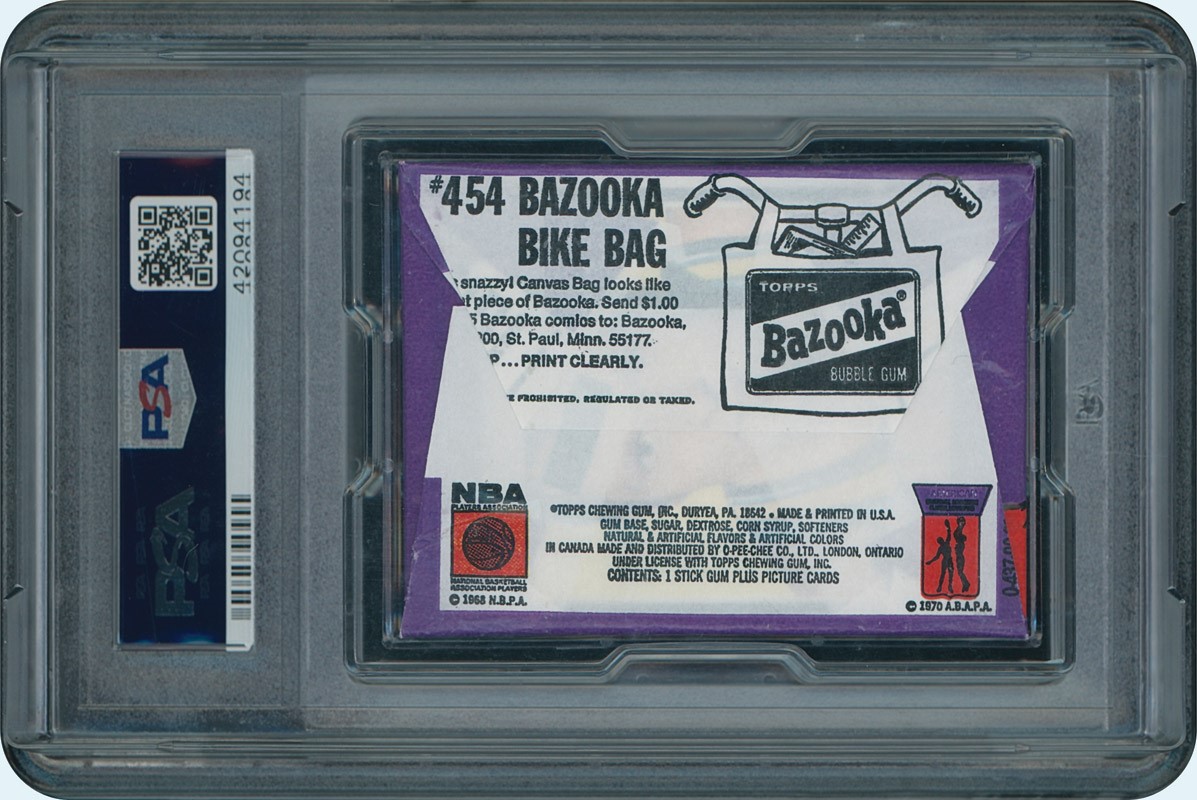 42094194
PSA
PSA
#454 BAZOOKA
BIKE BAG
snazzy! Canvas Bag looks like
piece of Bazooka. Send $1.00
5 Bazooka comics to: Bazooka,
00, St. Paul, Minn. 55177.
P...PRINT CLEARLY.
PROHIBITED, REGULATED OR TAXED.
TOPPS
Bazooka®
BUBBLE GUM
PSA
NBA
PLAYERS ASSOCIATION
NATIONAL BASKETBALL
ASSOCIATION PLAYERS
© 1968 N.B.P.A.
©TOPPS CHEWING GUM, INC., DURYEA, PA. 18642 • MADE & PRINTED IN U.S.A.
GUM BASE, SUGAR, DEXTROSE, CORN SYRUP, SOFTENERS
NATURAL & ARTIFICIAL FLAVORS & ARTIFICIAL COLORS
IN CANADA MADE AND DISTRIBUTED BY O-PEE-CHEE CO., LTD., LONDON, ONTARIO
UNDER LICENSE WITH TOPPS CHEWING GUM, INC.
CONTENTS: 1 STICK GUM PLUS PICTURE CARDS
© 1970 A.B.A.P.A.